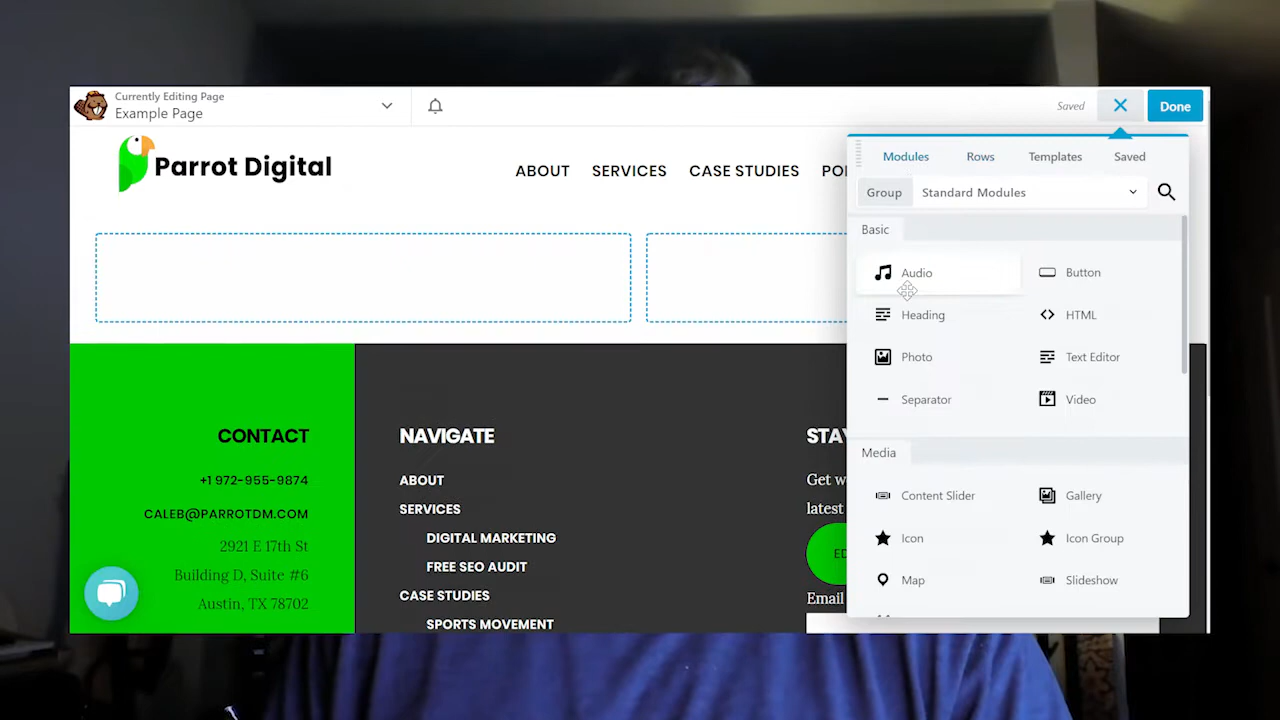 Currently Editing Page
Example Page
Saved
Done
Parrot Digital
ABOUT SERVICES CASE STUDIES
Modules Rows Templates Saved
Group Standard Modules
Basic
Audio Button
Heading HTML
Photo Text Editor
Separator Video
Media
Content Slider Gallery
Icon Icon Group
Map Slideshow
CONTACT
+1 972-955-9874
CALEB@PARROTDM.COM
2921 E 17th St
Building D, Suite #6
Austin, TX 78702
NAVIGATE
ABOUT
SERVICES
DIGITAL MARKETING
FREE SEO AUDIT
CASE STUDIES
SPORTS MOVEMENT
Get
latest
Email